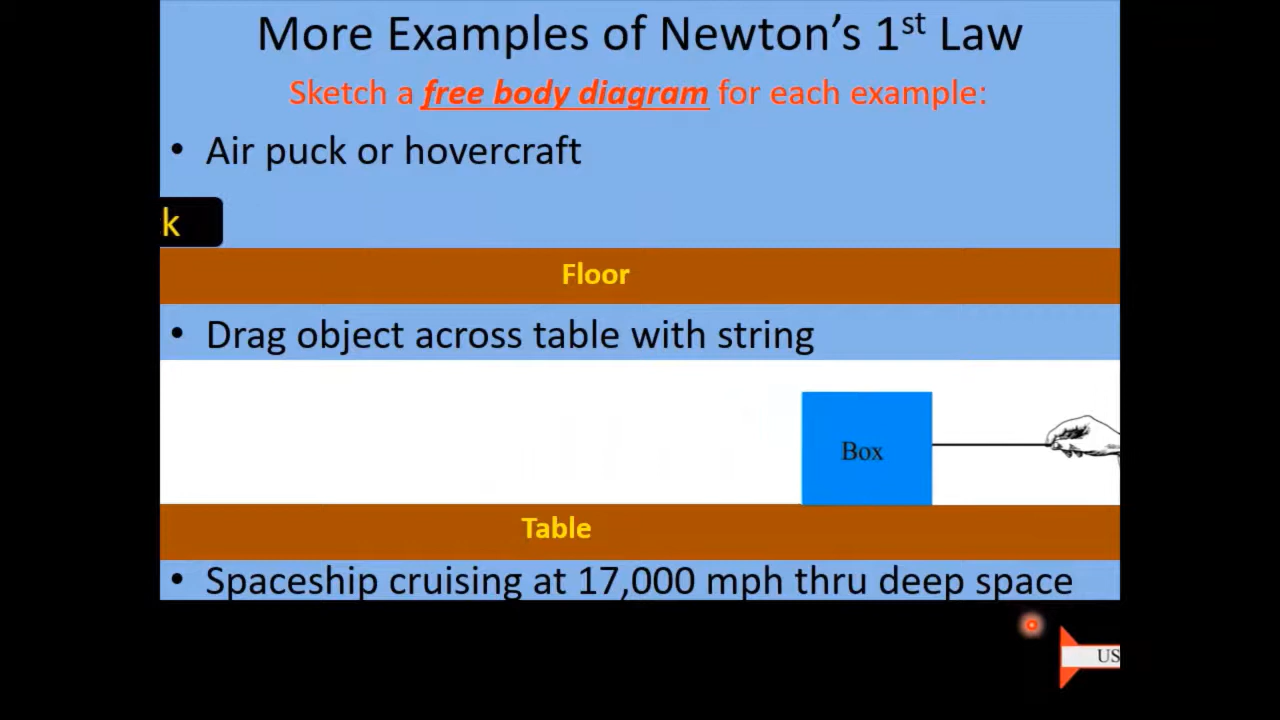 More Examples of Newton's 1st Law
Sketch a free body diagram for each example:
• Air puck or hovercraft
k
Floor
• Drag object across table with string
Box
Table
• Spaceship cruising at 17,000 mph thru deep space
US